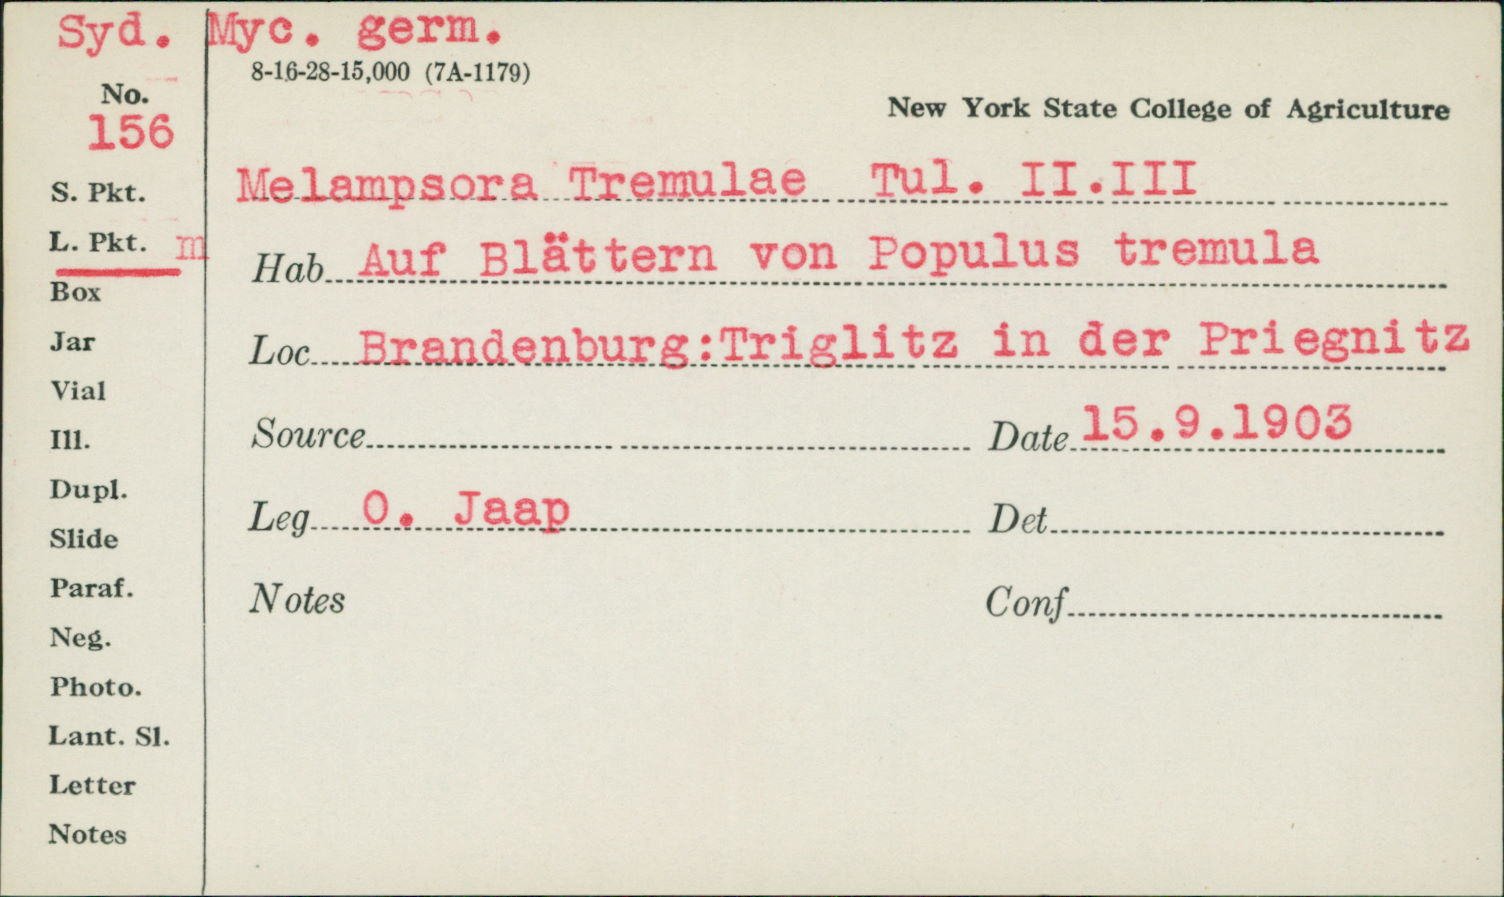 Syd. Myc. germ.
8-16-28-15,000 (7A-1179)
No.
156
New York State College of Agriculture
S. Pkt.
Melampsora Tremulae Tul. II.III
L. Pkt. m
Hab Auf Blättern von Populus tremula
Box
Jar
Loc Brandenburg:Triglitz in der Priegnitz
Vial
Ill.
Source Date 15.9.1903
Dupl.
Leg O. Jaap Det
Slide
Paraf.
Notes Conf
Neg.
Photo.
Lant. Sl.
Letter
Notes